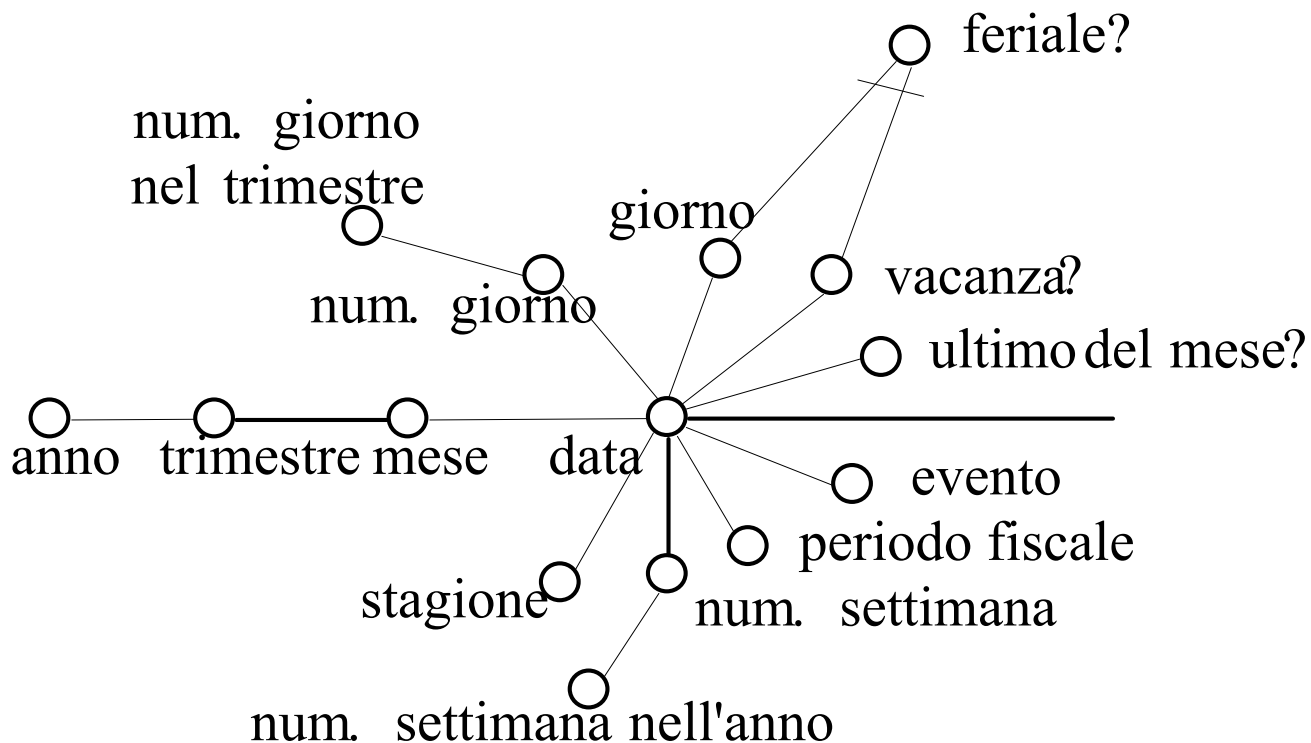 feriale?
num. giorno
nel trimestre
giorno
vacanza?
num. giorno
ultimo del mese?
anno
trimestre
mese
data
evento
periodo fiscale
stagione
num. settimana
num. settimana nell'anno